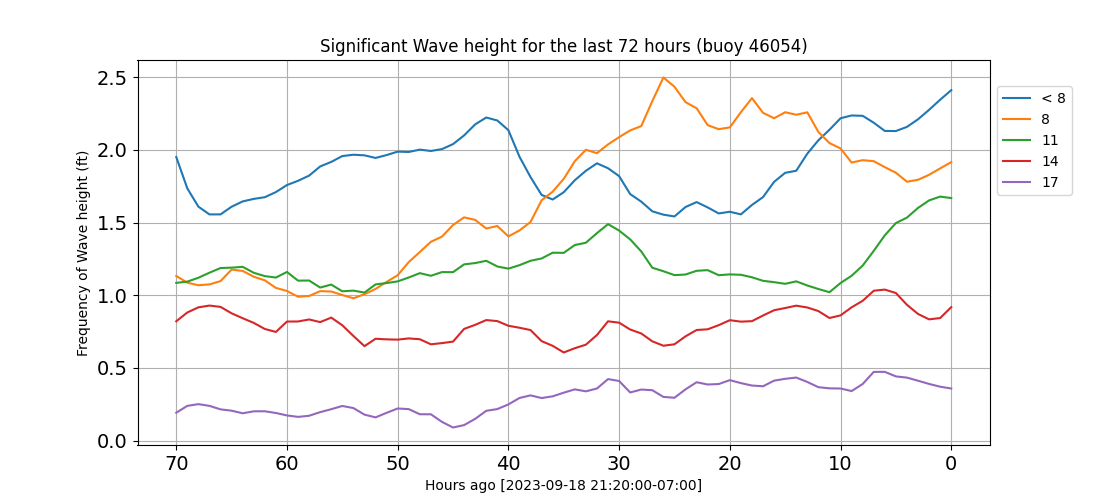 Significant Wave height for the last 72 hours (buoy 46054)
Frequency of Wave height (ft)
2.5
2.0
1.5
1.0
0.5
0.0
70 60 50 40 30 20 10 0
Hours ago [2023-09-18 21:20:00-07:00]
< 8
8
11
14
17